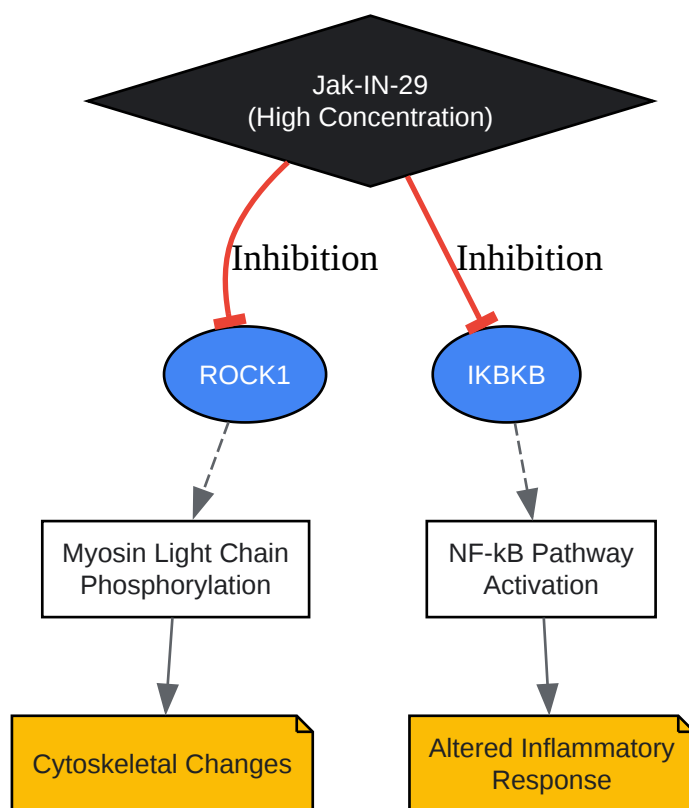 Jak-IN-29
(High Concentration)
Inhibition
Inhibition
ROCK1
IKBKB
Myosin Light Chain
Phosphorylation
NF-kB Pathway
Activation
Cytoskeletal Changes
Altered Inflammatory
Response